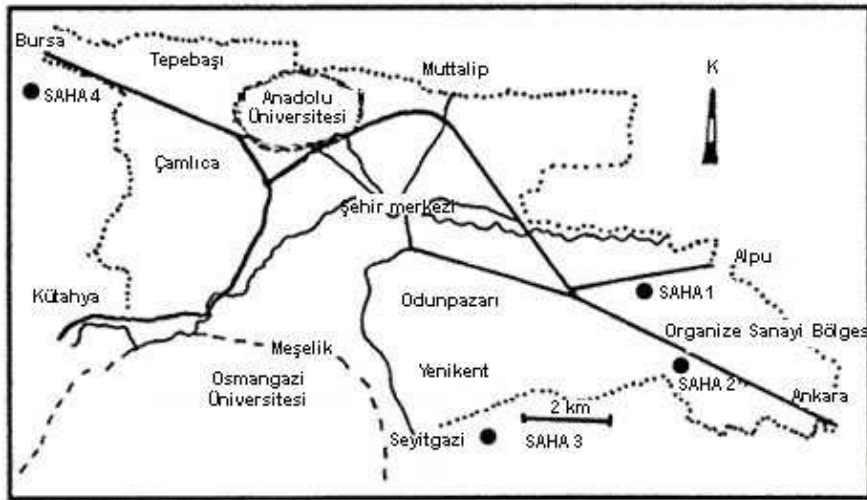 Bursa
Tepebaşı
Muttalip
K
SAHA 4
Anadolu
Üniversitesi
Çamlıca
Şehir merkezi
Alpu
Kütahya
Odunpazarı
SAHA 1
Organize Sanayi Bölges
Meşelik
Osmangazi
Üniversitesi
Yenikent
SAHA 2
Ankara
2 km
Seyitgazi
SAHA 3